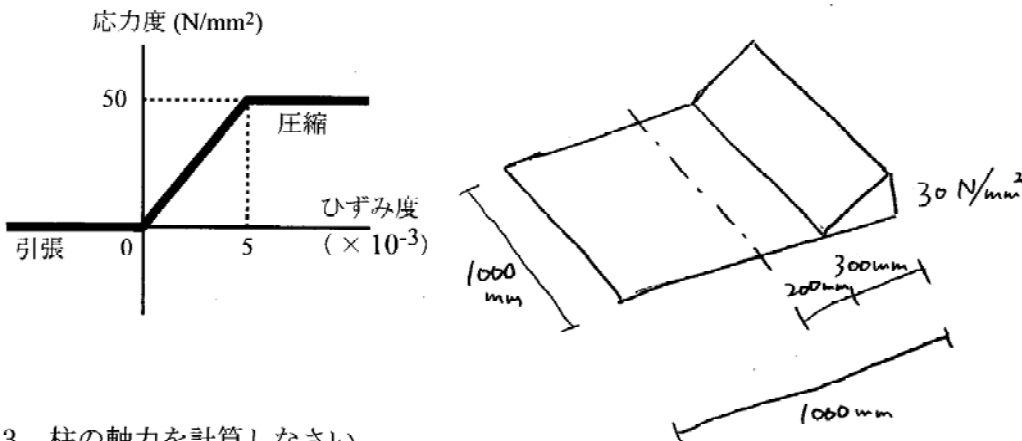 応力度 (N/mm²)
50
圧縮
ひずみ度
引張
0
5
(× 10⁻³)
30 N/mm²
1000
mm
300mm
200mm
1000mm
3 柱の軸力を計算しなさい